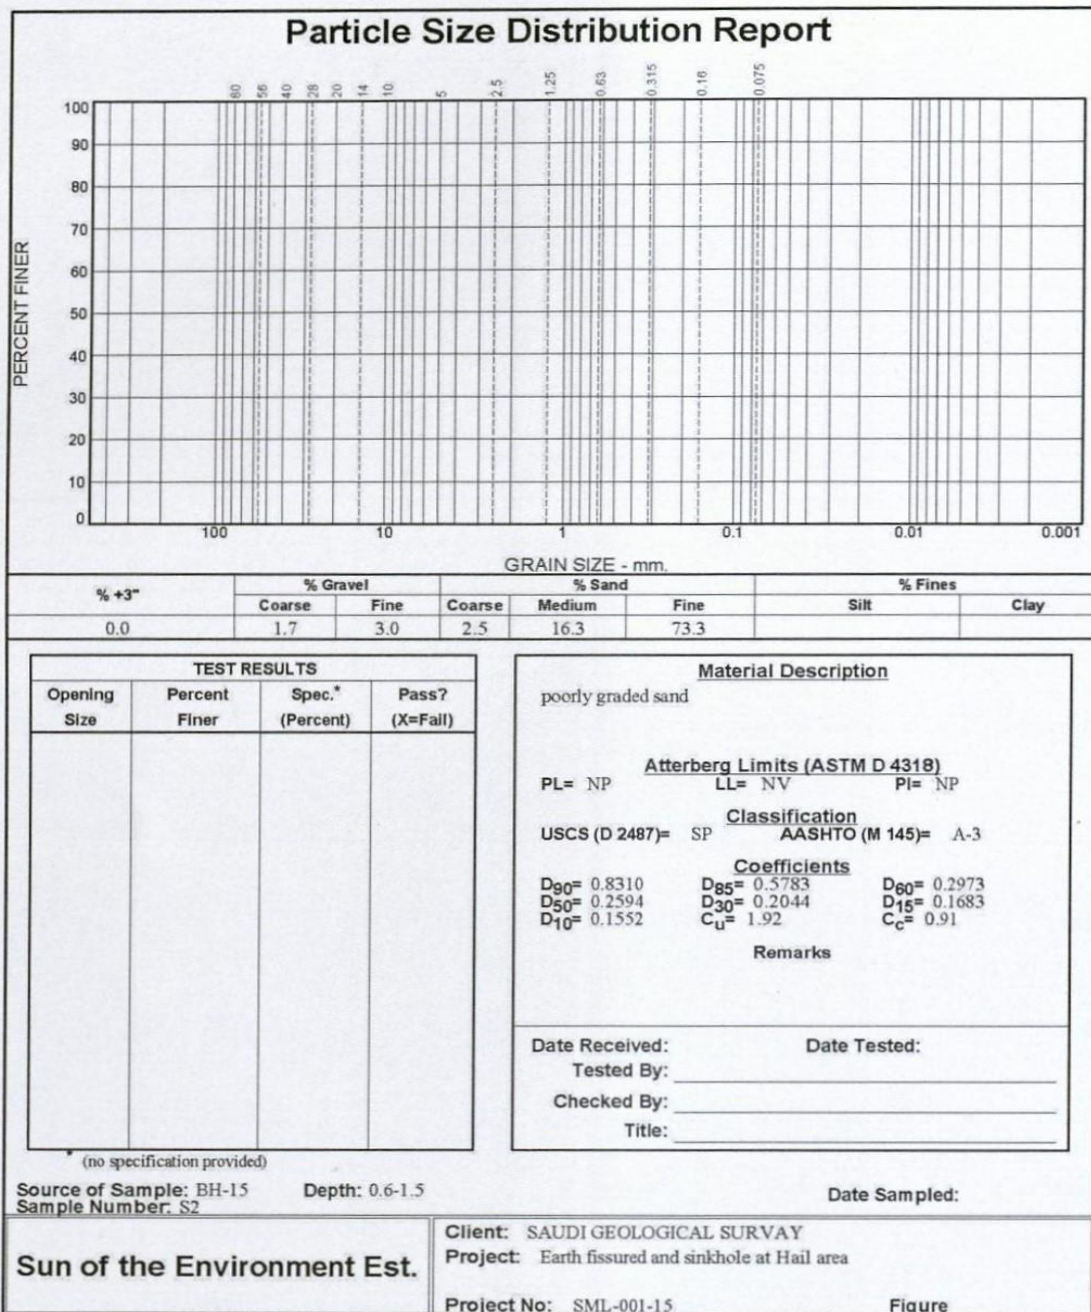 Particle Size Distribution Report
80 56 40 28 20 14 10 5 2.5 1.25 0.63 0.315 0.16 0.075
100
90
80
70
60
50
40
30
20
10
0
PERCENT FINER
100 10 1 0.1 0.01 0.001
GRAIN SIZE - mm.
% +3" % Gravel % Sand % Fines
Coarse Fine Coarse Medium Fine Silt Clay
0.0 1.7 3.0 2.5 16.3 73.3
TEST RESULTS
Opening Percent Spec.* Pass?
Size Finer (Percent) (X=Fail)
* (no specification provided)
Material Description
poorly graded sand
Atterberg Limits (ASTM D 4318)
PL= NP LL= NV PI= NP
Classification
USCS (D 2487)= SP AASHTO (M 145)= A-3
Coefficients
D90= 0.8310 D85= 0.5783 D60= 0.2973
D50= 0.2594 D30= 0.2044 D15= 0.1683
D10= 0.1552 Cu= 1.92 Cc= 0.91
Remarks
Date Received: Date Tested:
Tested By:
Checked By:
Title:
Source of Sample: BH-15 Depth: 0.6-1.5
Sample Number: S2
Date Sampled:
Sun of the Environment Est.
Client: SAUDI GEOLOGICAL SURVAY
Project: Earth fissured and sinkhole at Hail area
Project No: SML-001-15 Figure